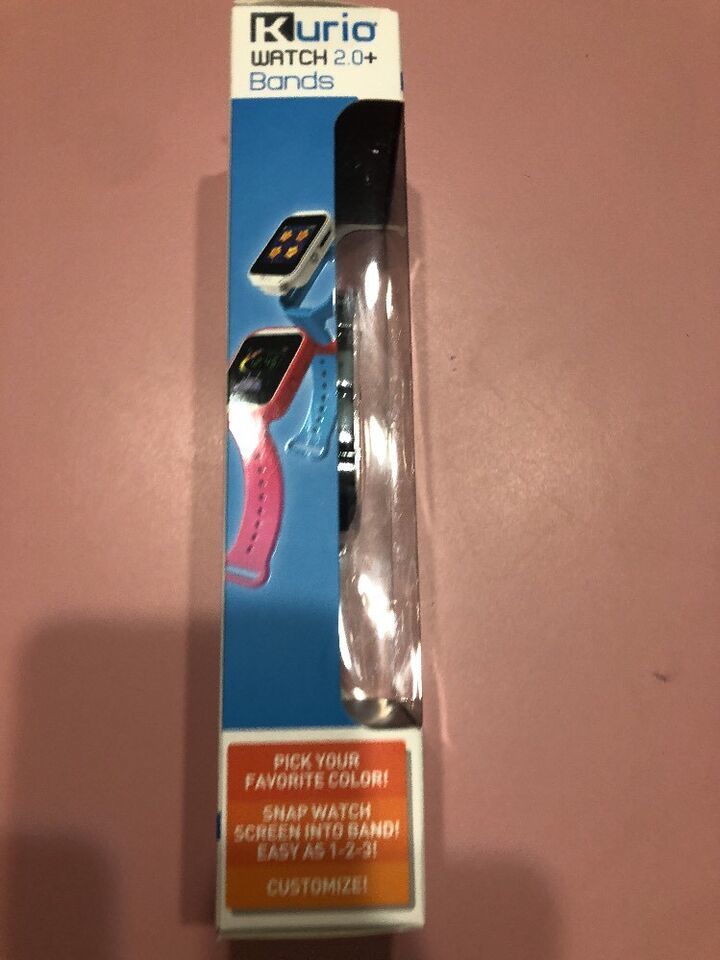 Kurio
WATCH 2.0+
Bands
PICK YOUR
FAVORITE COLOR!
SNAP WATCH
SCREEN INTO BAND!
EASY AS 1-2-3!
CUSTOMIZE!